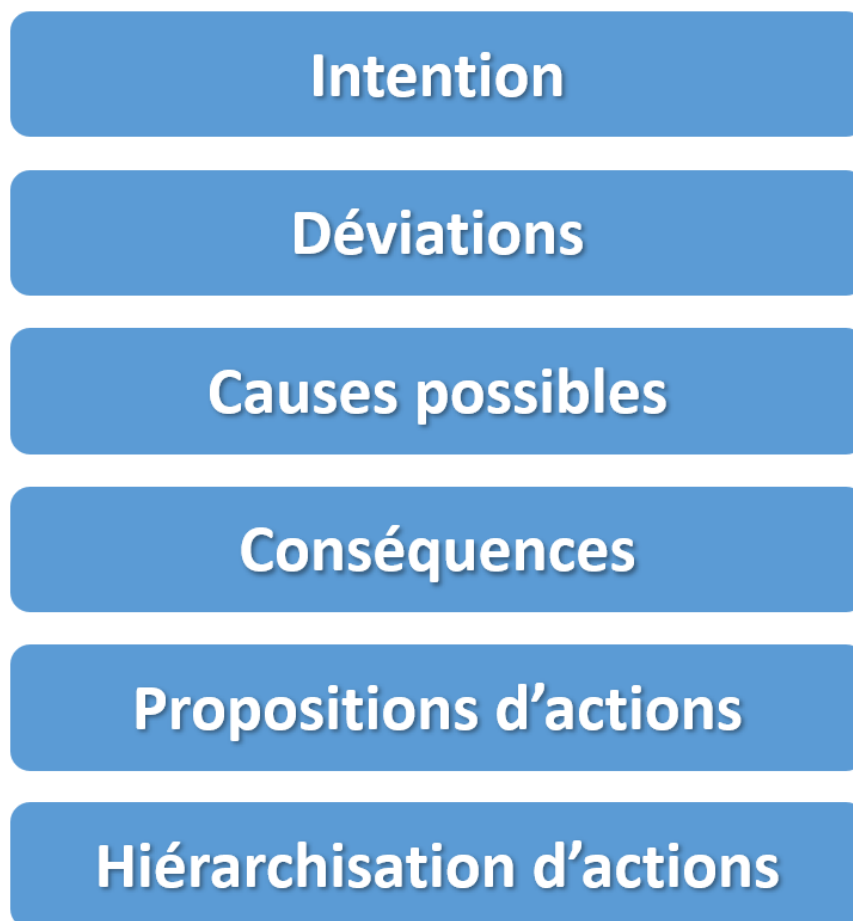 Intention
Déviations
Causes possibles
Conséquences
Propositions d’actions
Hiérarchisation d’actions